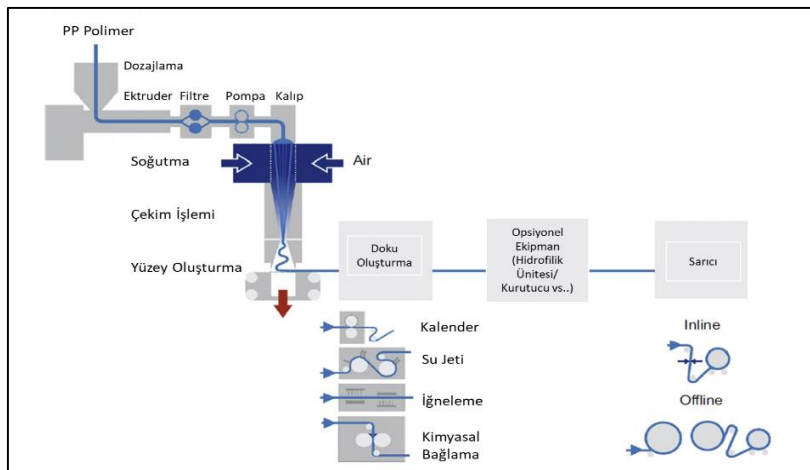 PP Polimer
Dozajlama
Ektruder Filtre Pompa Kalıp
Soğutma
Air
Çekim İşlemi
Yüzey Oluşturma
Doku
Oluşturma
Opsiyonel
Ekipman
(Hidrofilik
Ünitesi/
Kurutucu vs..)
Sarıcı
Kalender
Su Jeti
İğneleme
Kimyasal
Bağlama
Inline
Offline